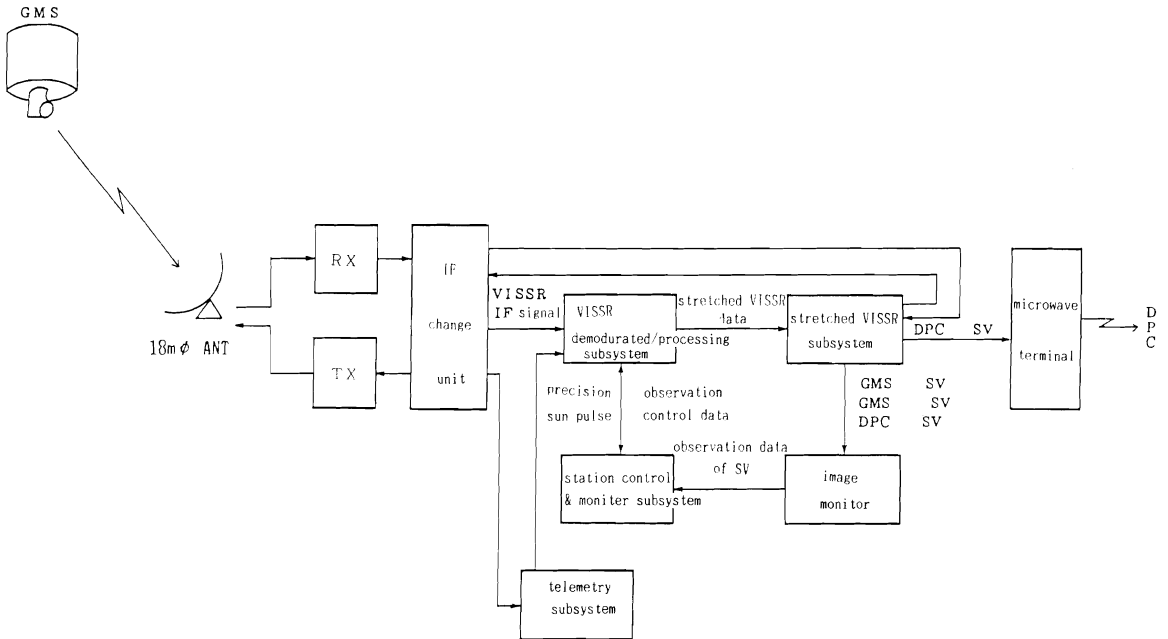 GMS
18mφ ANT
RX
TX
IF
change
unit
VISSR
IF signal
VISSR
demodurated/processing
subsystem
stretched VISSR
data
stretched VISSR
subsystem
DPC SV
microwave
terminal
DPC
precision
sun pulse
observation
control data
GMS SV
GMS SV
DPC SV
observation data
of SV
station control
& moniter subsystem
image
monitor
telemetry
subsystem